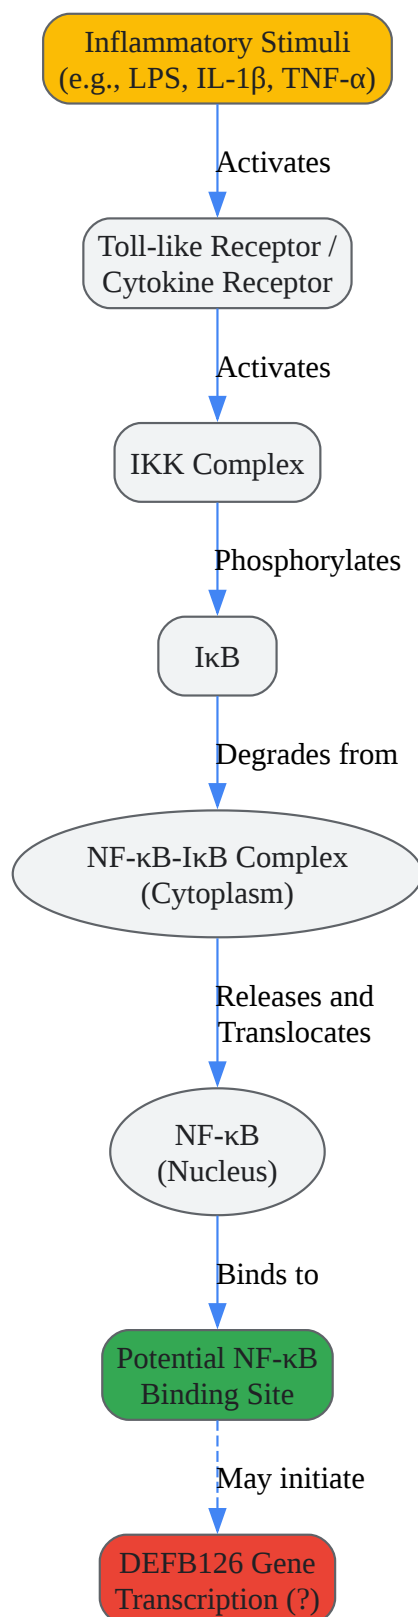 Inflammatory Stimuli
(e.g., LPS, IL-1β, TNF-α)
Activates
Toll-like Receptor /
Cytokine Receptor
Activates
IKK Complex
Phosphorylates
IκB
Degrades from
NF-κB-IκB Complex
(Cytoplasm)
Releases and
Translocates
NF-κB
(Nucleus)
Binds to
Potential NF-κB
Binding Site
May initiate
DEFB126 Gene
Transcription (?)